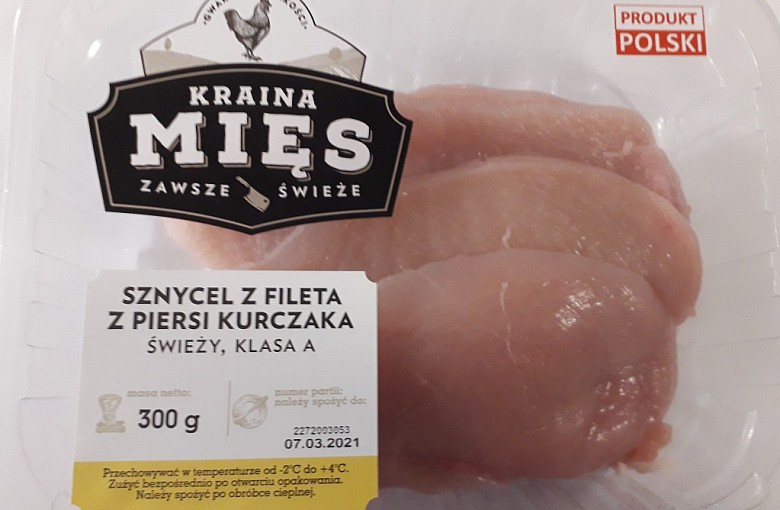 KRAINA
MIĘS
ZAWSZE ŚWIEŻE
PRODUKT
POLSKI
SZNYCEL Z FILETA
Z PIERSI KURCZAKA
ŚWIEŻY, KLASA A
masa netto:
300 g
numer partii:
należy spożyć do:
2272003053
07.03.2021
Przechowywać w temperaturze od -2°C do +4°C.
Zużyć bezpośrednio po otwarciu opakowania.
Należy spożyć po obróbce cieplnej.